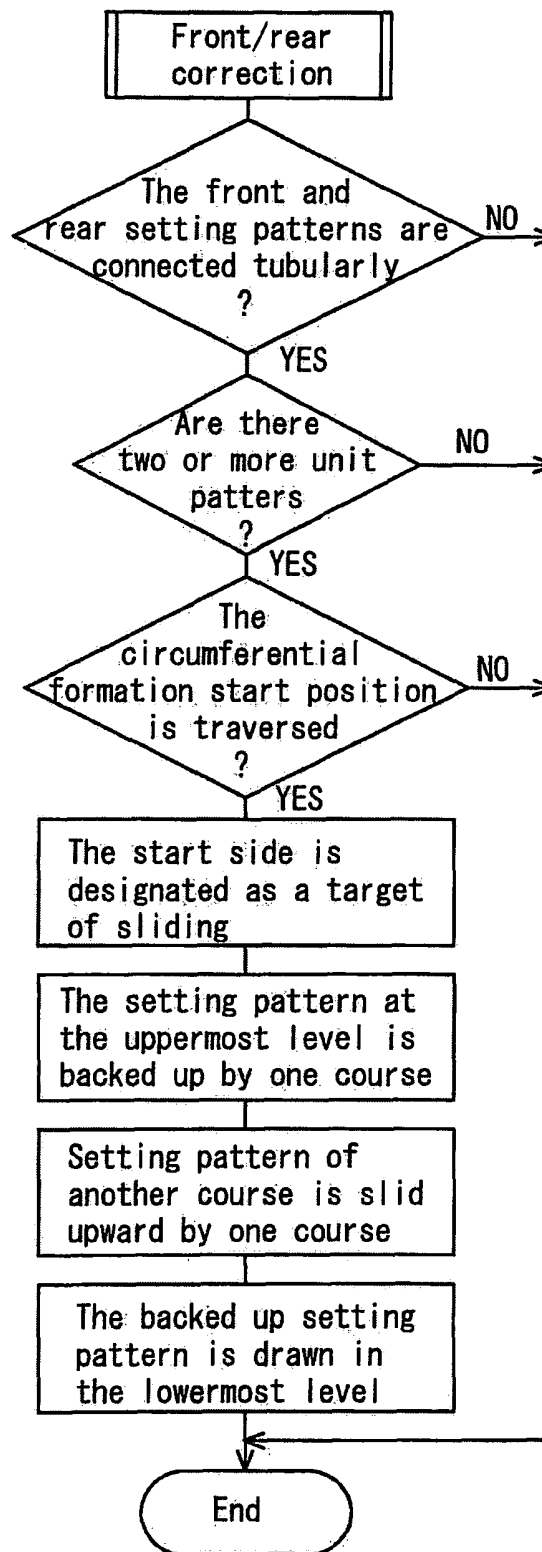 Front/rear
correction
The front and
rear setting patterns are
connected tubularly
?
NO
YES
Are there
two or more unit
patters
?
NO
YES
The
circumferential
formation start position
is traversed
?
NO
YES
The start side is
designated as a target
of sliding
The setting pattern at
the uppermost level is
backed up by one course
Setting pattern of
another course is slid
upward by one course
The backed up setting
pattern is drawn in
the lowermost level
End